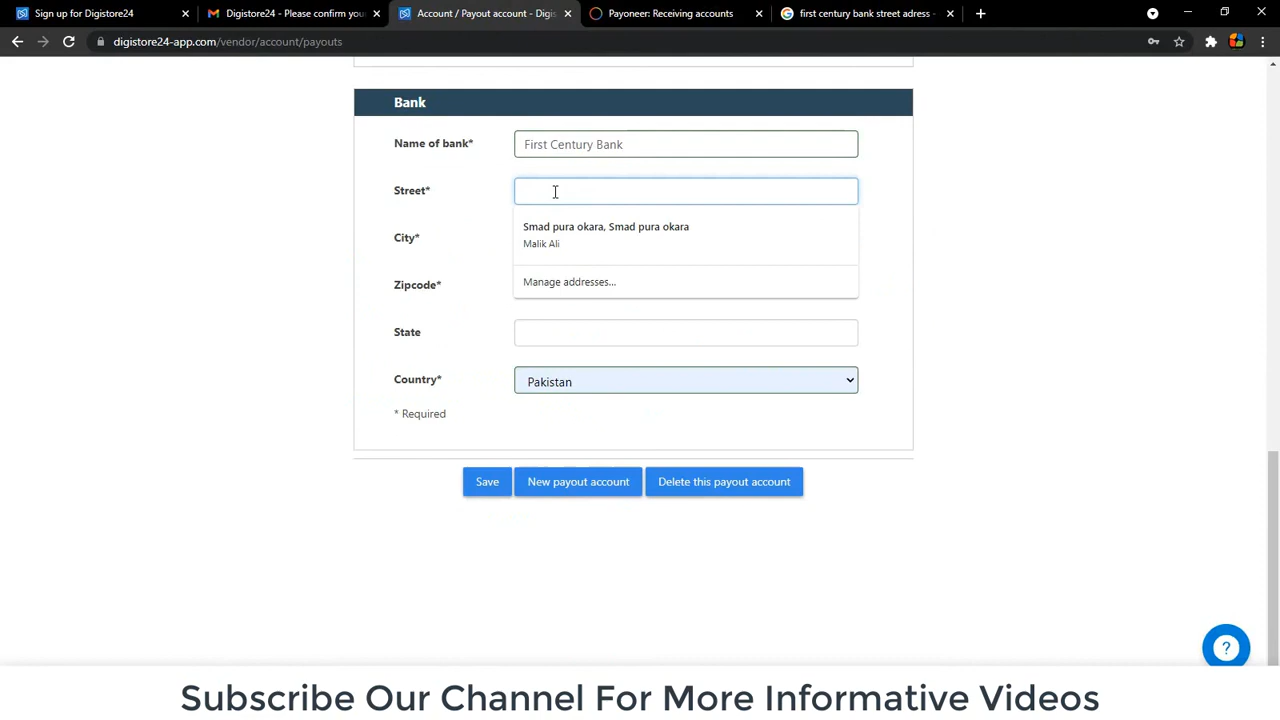 Sign up for Digistore24
Digistore24 - Please confirm your
Account / Payout account - Digis
Payoneer: Receiving accounts
first century bank street adress -
digistore24-app.com/vendor/account/payouts
Bank
Name of bank*
First Century Bank
Street*
Smad pura okara, Smad pura okara
Malik Ali
City*
Manage addresses...
Zipcode*
State
Country*
Pakistan
* Required
Save
New payout account
Delete this payout account
?
Subscribe Our Channel For More Informative Videos